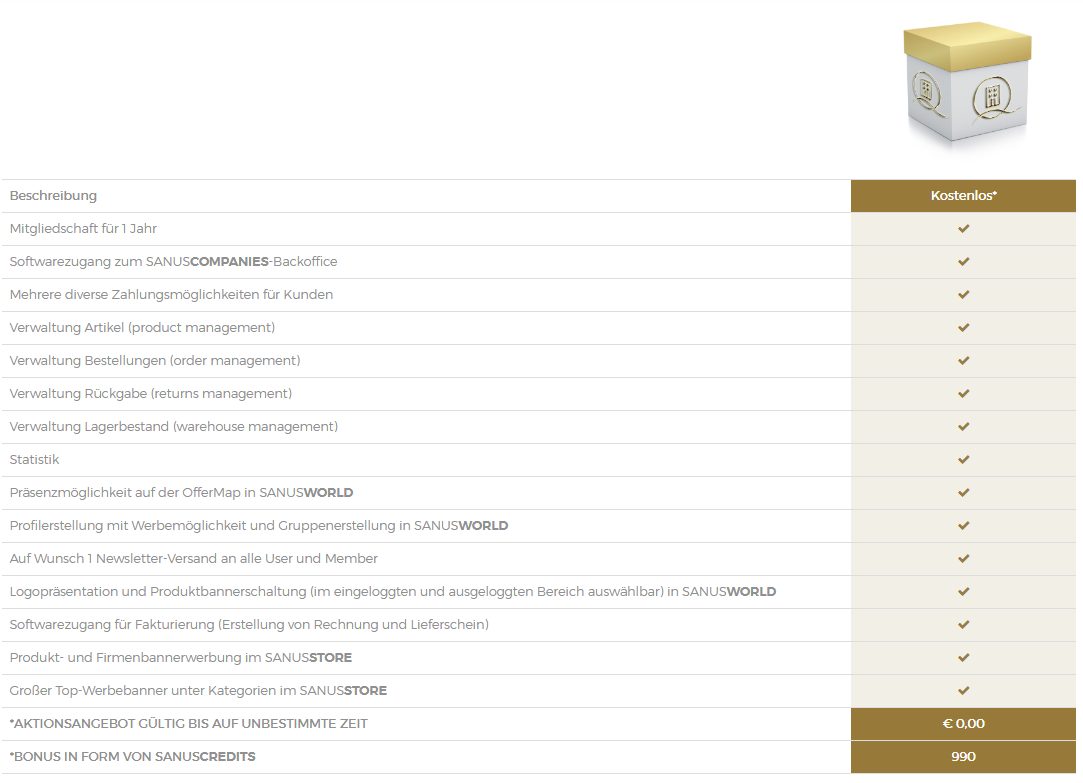 Beschreibung Kostenlos*
Mitgliedschaft für 1 Jahr
Softwarezugang zum SANUSCOMPANIES-Backoffice
Mehrere diverse Zahlungsmöglichkeiten für Kunden
Verwaltung Artikel (product management)
Verwaltung Bestellungen (order management)
Verwaltung Rückgabe (returns management)
Verwaltung Lagerbestand (warehouse management)
Statistik
Präsenzmöglichkeit auf der OfferMap in SANUSWORLD
Profilerstellung mit Werbemöglichkeit und Gruppenerstellung in SANUSWORLD
Auf Wunsch 1 Newsletter-Versand an alle User und Member
Logopräsentation und Produktbannerschaltung (im eingeloggten und ausgeloggten Bereich auswählbar) in SANUSWORLD
Softwarezugang für Fakturierung (Erstellung von Rechnung und Lieferschein)
Produkt- und Firmenbannerwerbung im SANUSSTORE
Großer Top-Werbebanner unter Kategorien im SANUSSTORE
*AKTIONSANGEBOT GÜLTIG BIS AUF UNBESTIMMTE ZEIT € 0,00
*BONUS IN FORM VON SANUSCREDITS 990